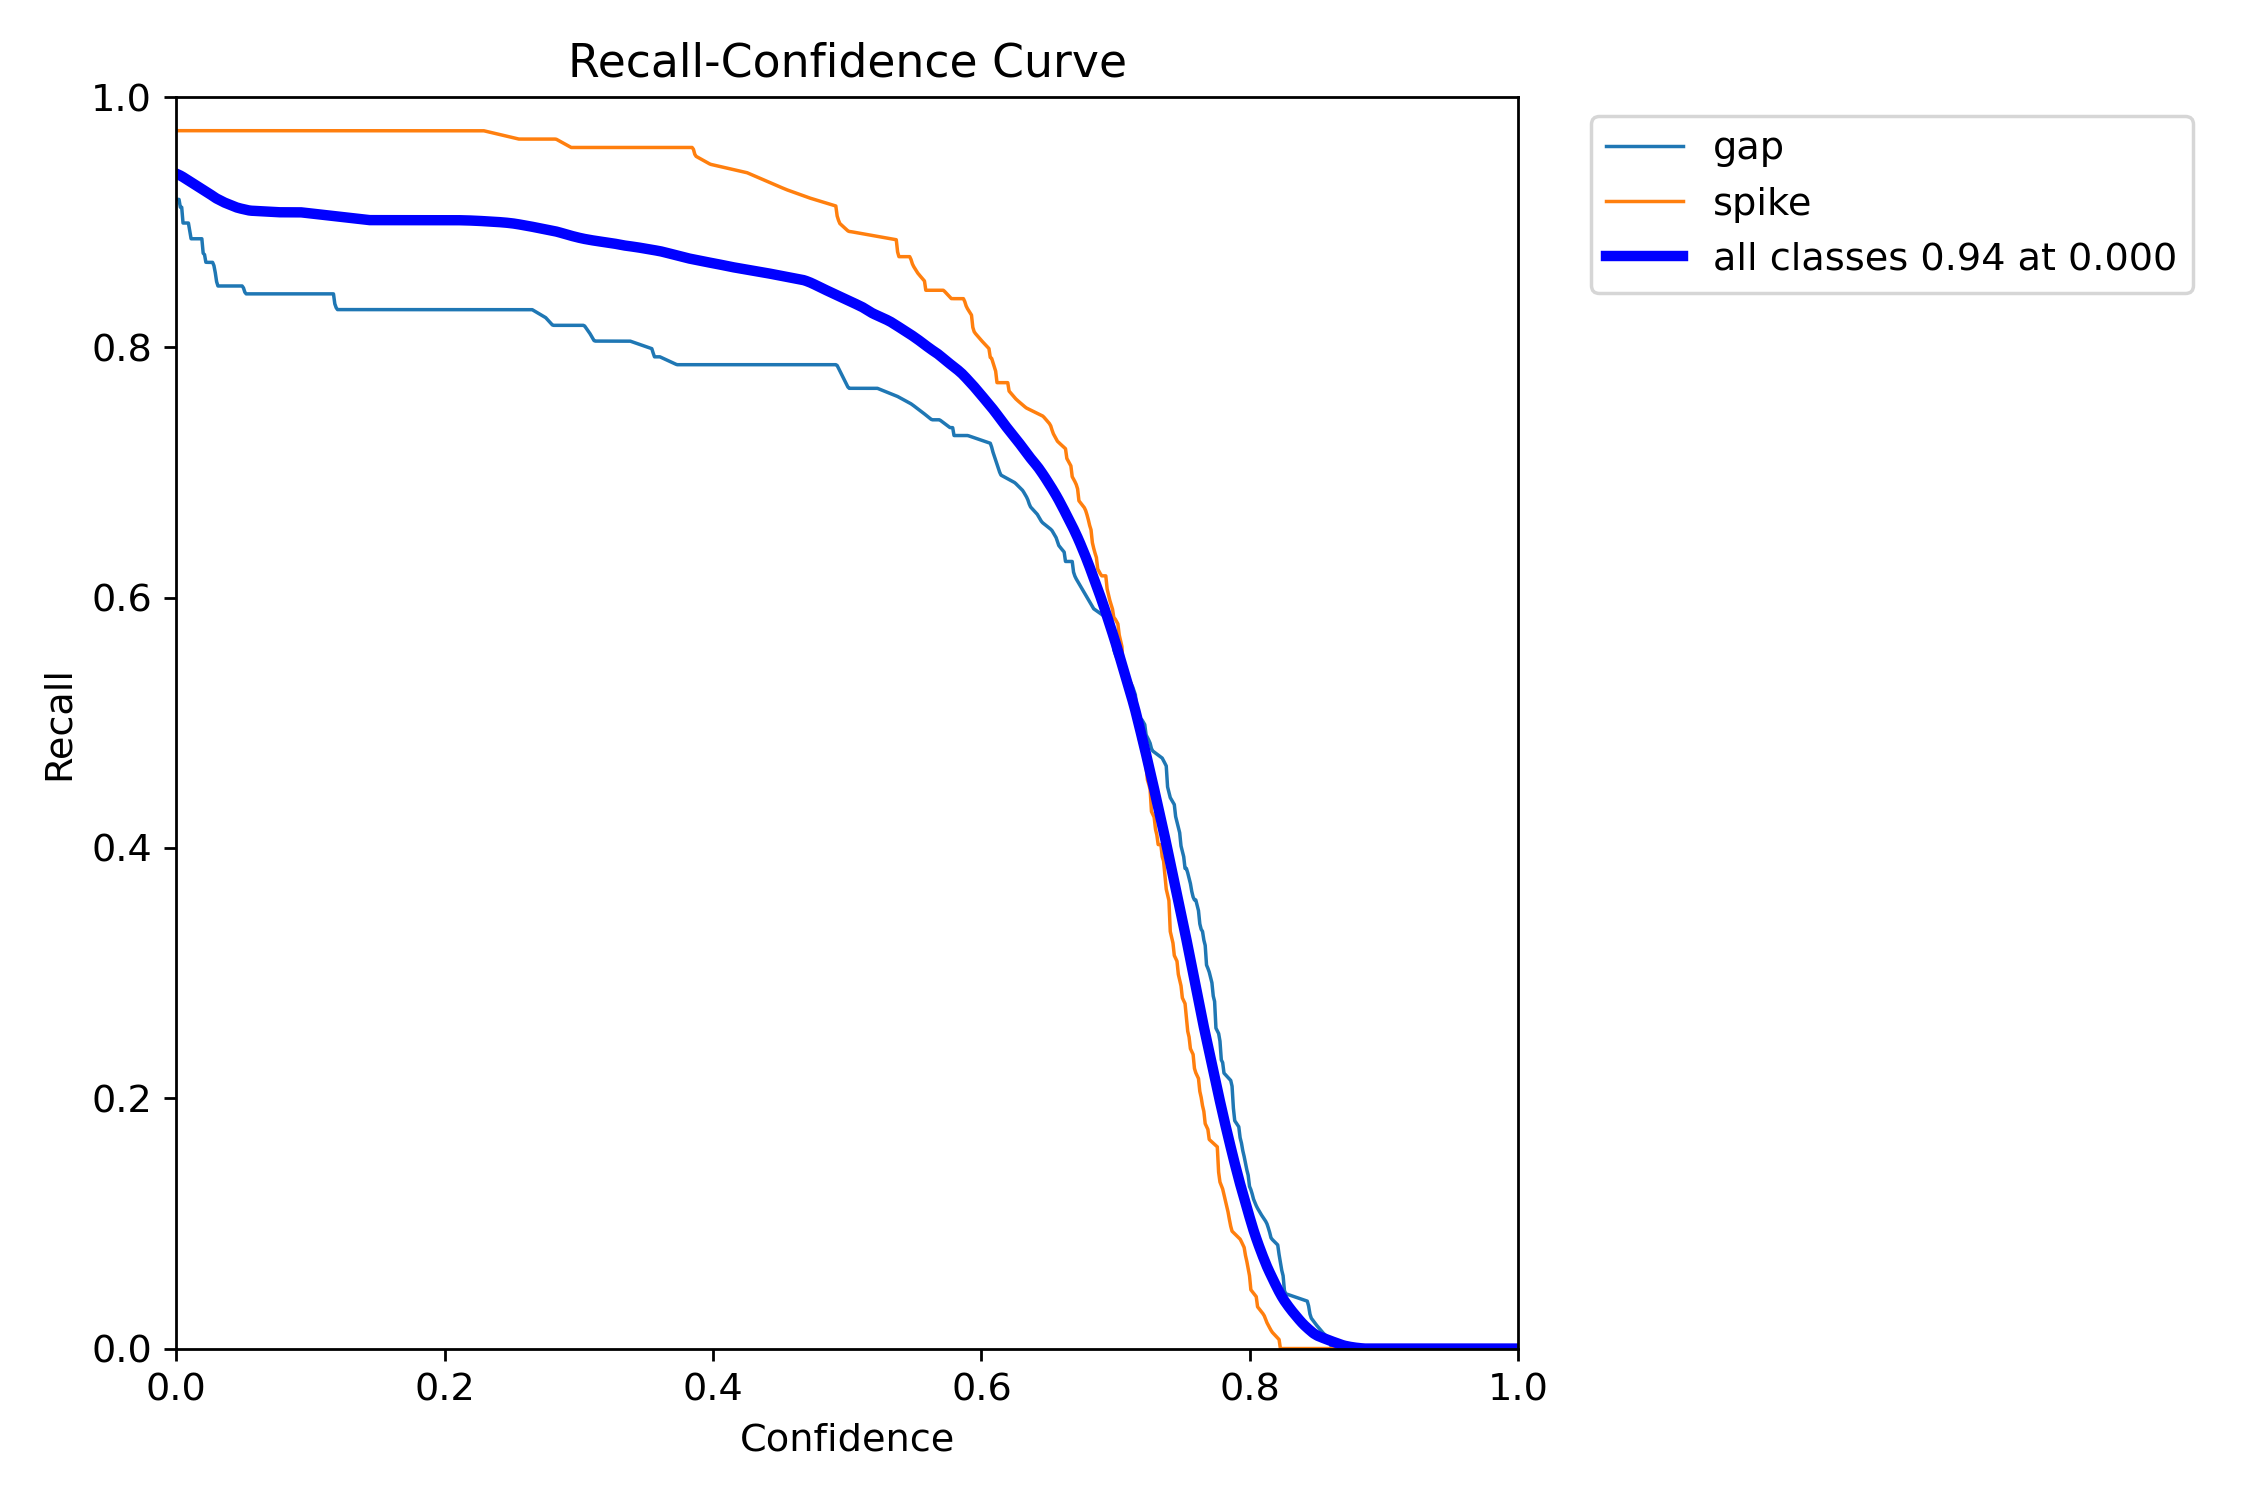 Recall-Confidence Curve
1.0
0.8
0.6
0.4
0.2
0.0
Recall
0.0 0.2 0.4 0.6 0.8 1.0
Confidence
gap
spike
all classes 0.94 at 0.000